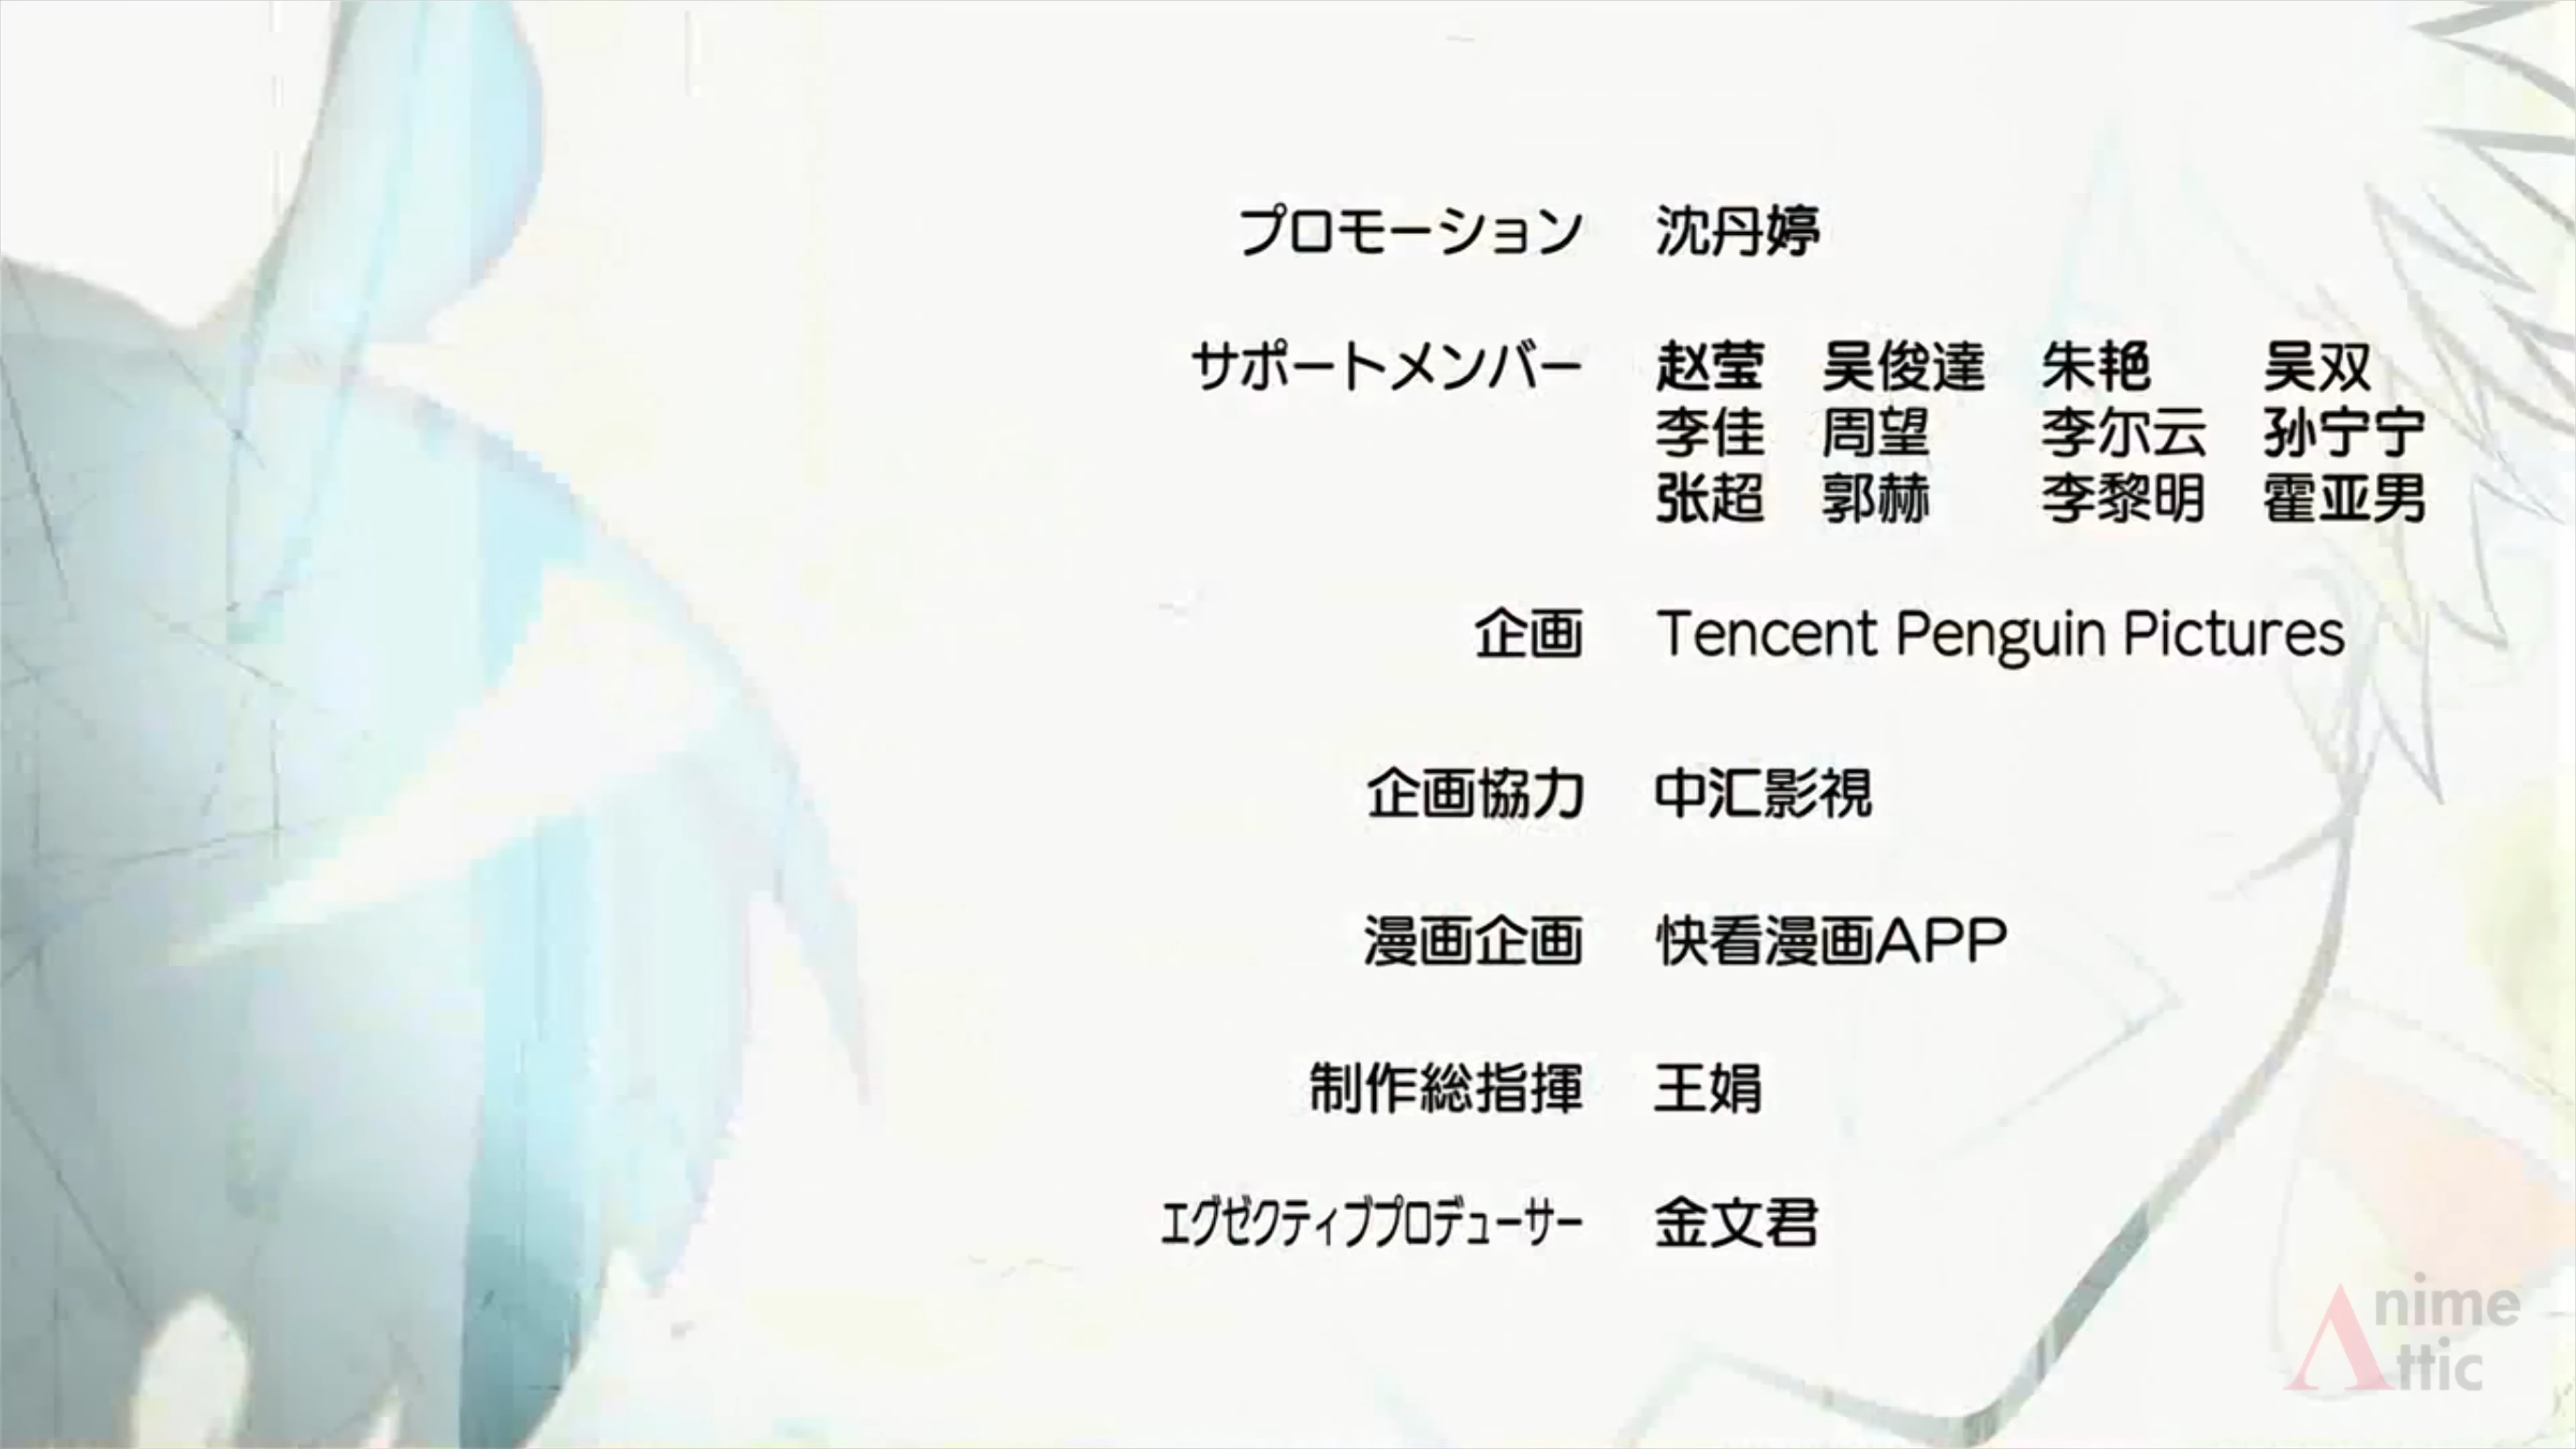 プロモーション 沈丹婷
サポートメンバー 赵莹 吴俊達 朱艳 吴双
李佳 周望 李尔云 孙宁宁
张超 郭赫 李黎明 霍亚男
企画 Tencent Penguin Pictures
企画協力 中汇影視
漫画企画 快看漫画APP
制作総指揮 王娟
エグゼクティブプロデューサー 金文君
Anime
Attic